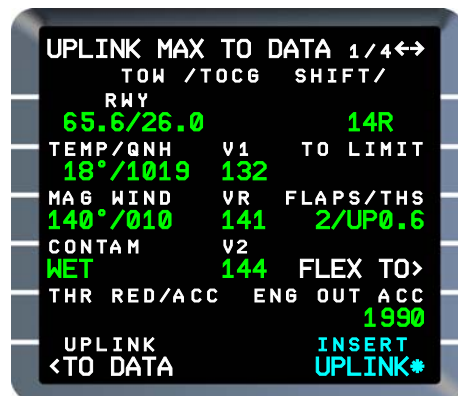 UPLINK MAX TO DATA 1/4←→
TOW /TOCG SHIFT/
RWY
65.6/26.0 14R
TEMP/QNH V1 TO LIMIT
18°/1019 132
MAG WIND VR FLAPS/THS
140°/010 141 2/UP0.6
CONTAM V2
WET 144 FLEX TO>
THR RED/ACC ENG OUT ACC
1990
UPLINK INSERT
<TO DATA UPLINK*